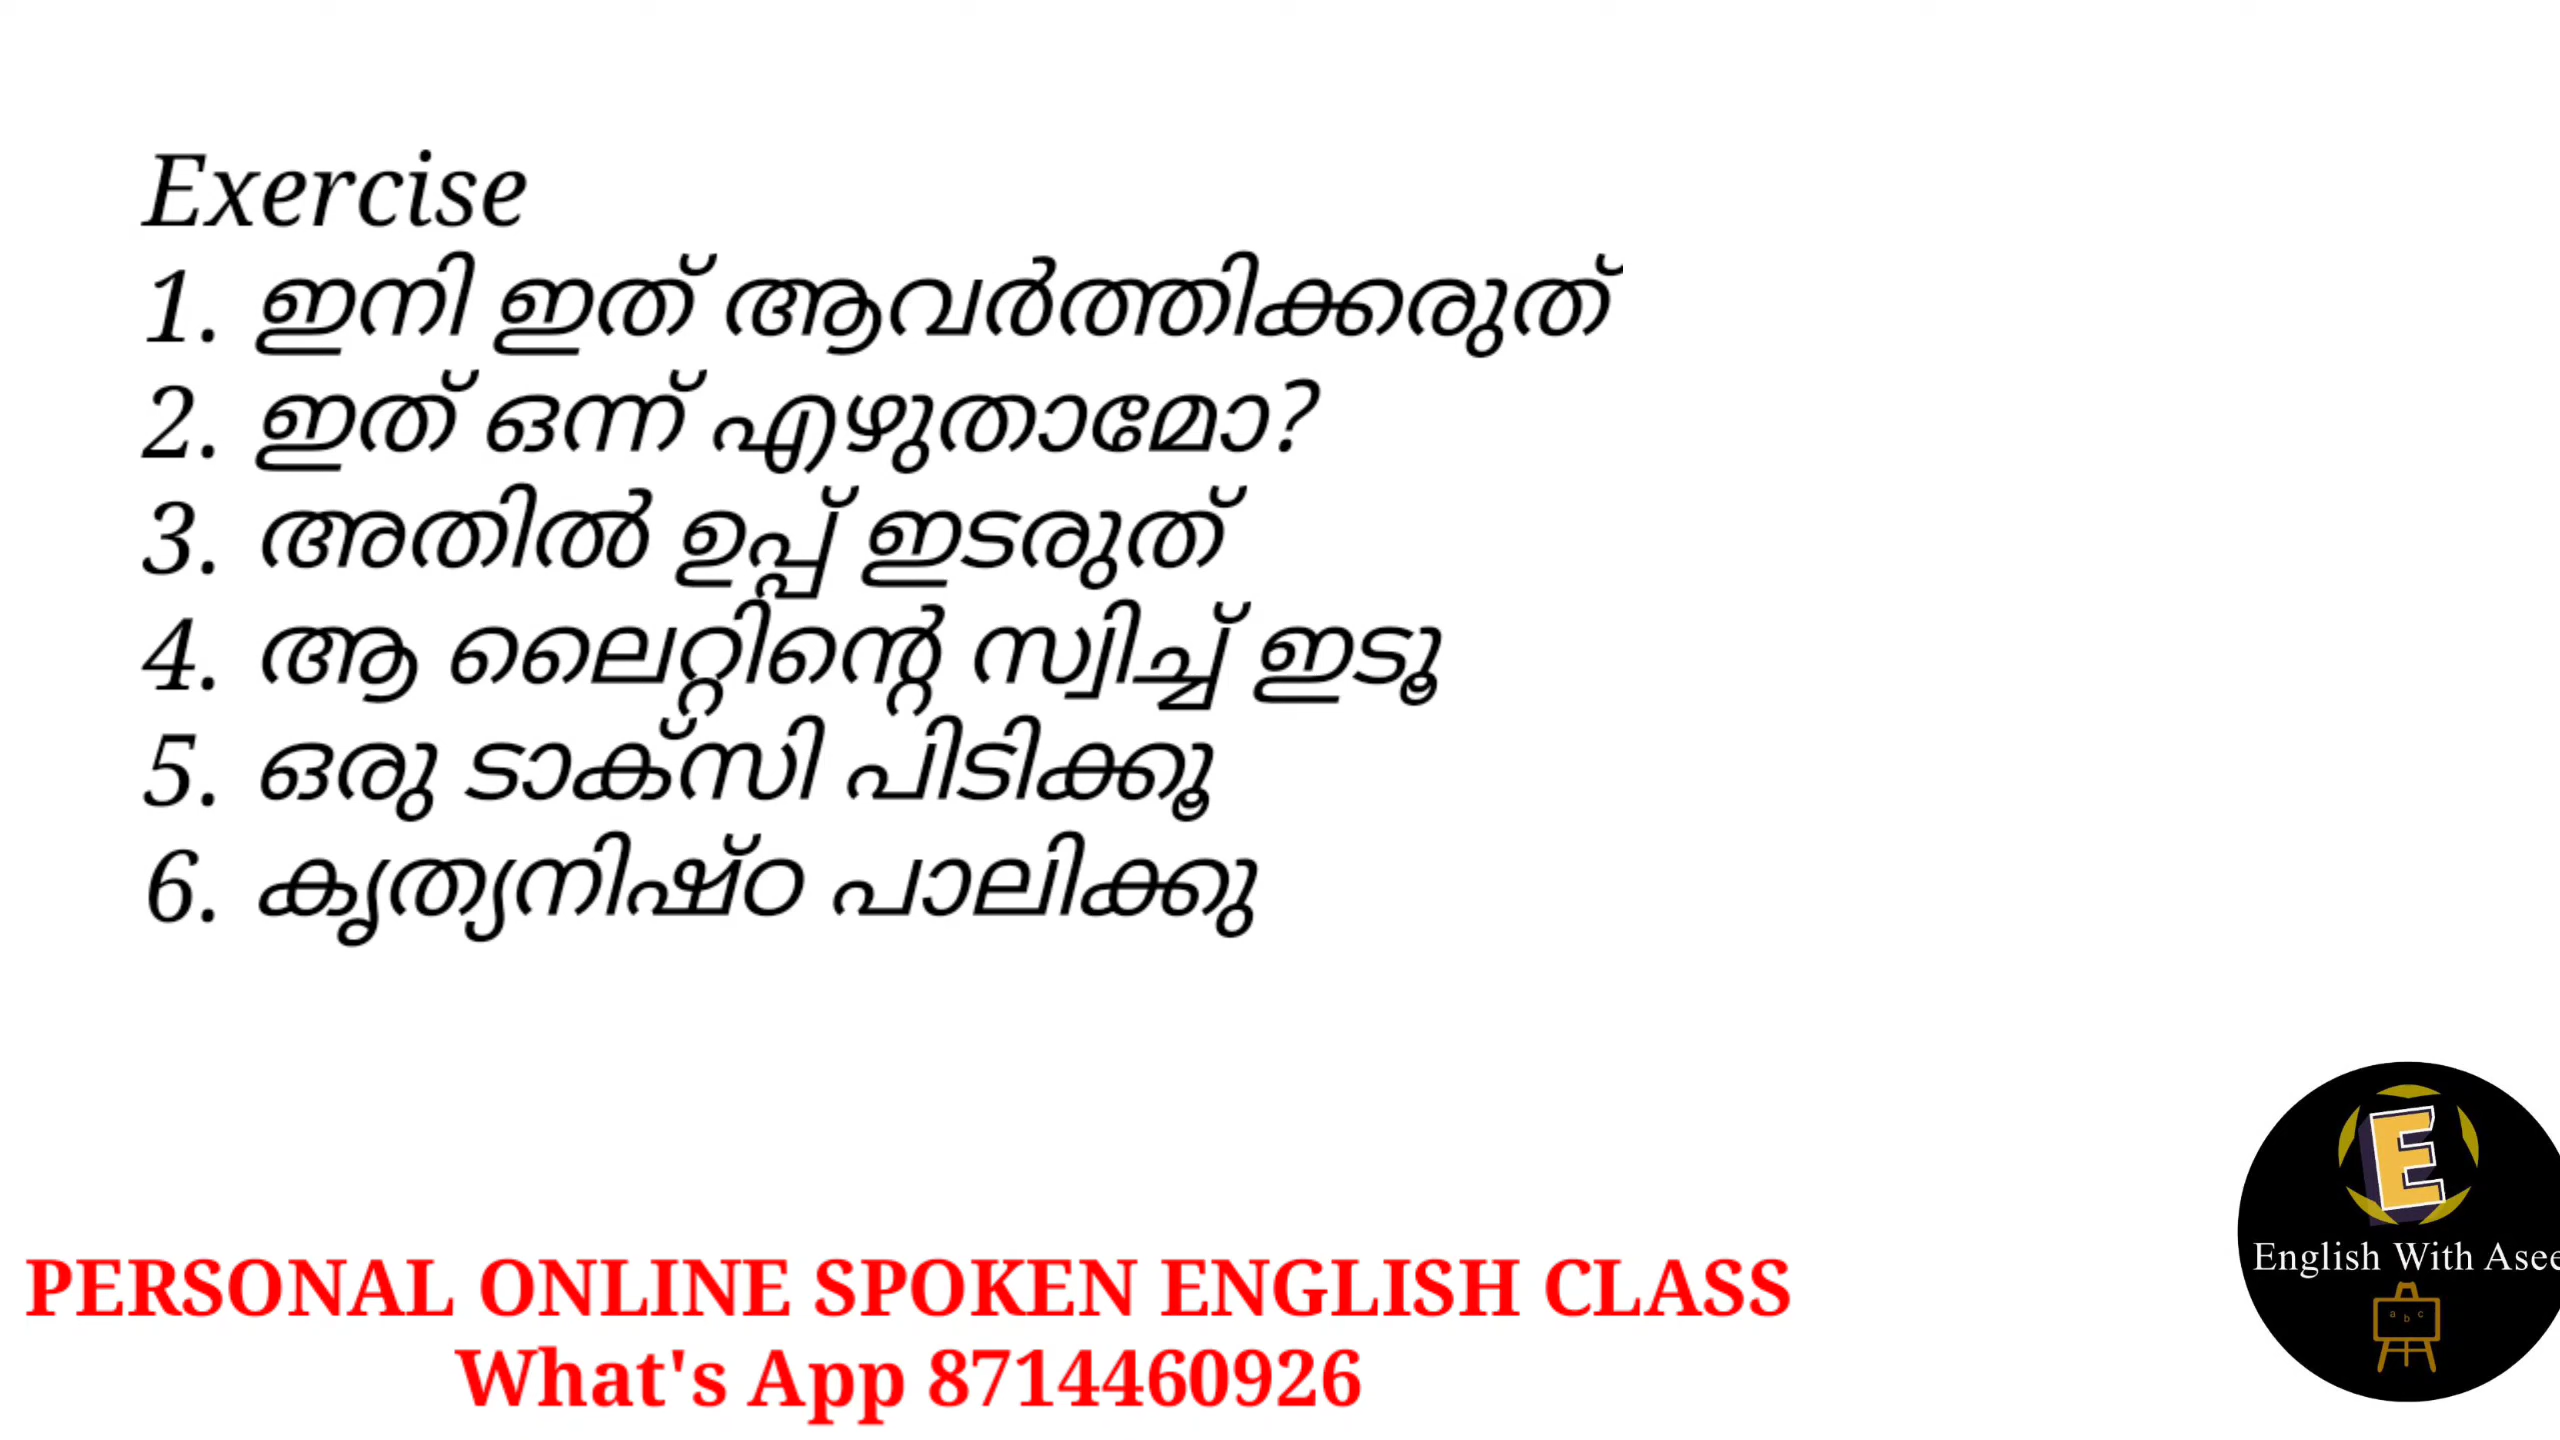 Exercise
1. ഇനി ഇത് ആവർത്തിക്കരുത്
2. ഇത് ഒന്ന് എഴുതാമോ?
3. അതിൽ ഉപ്പ് ഇടരുത്
4. ആ ലൈറ്റിന്റെ സ്വിച്ച് ഇടൂ
5. ഒരു ടാക്സി പിടിക്കൂ
6. കൃത്യനിഷ്ഠ പാലിക്കു
E
English With Asee
a b c
PERSONAL ONLINE SPOKEN ENGLISH CLASS
What's App 8714460926